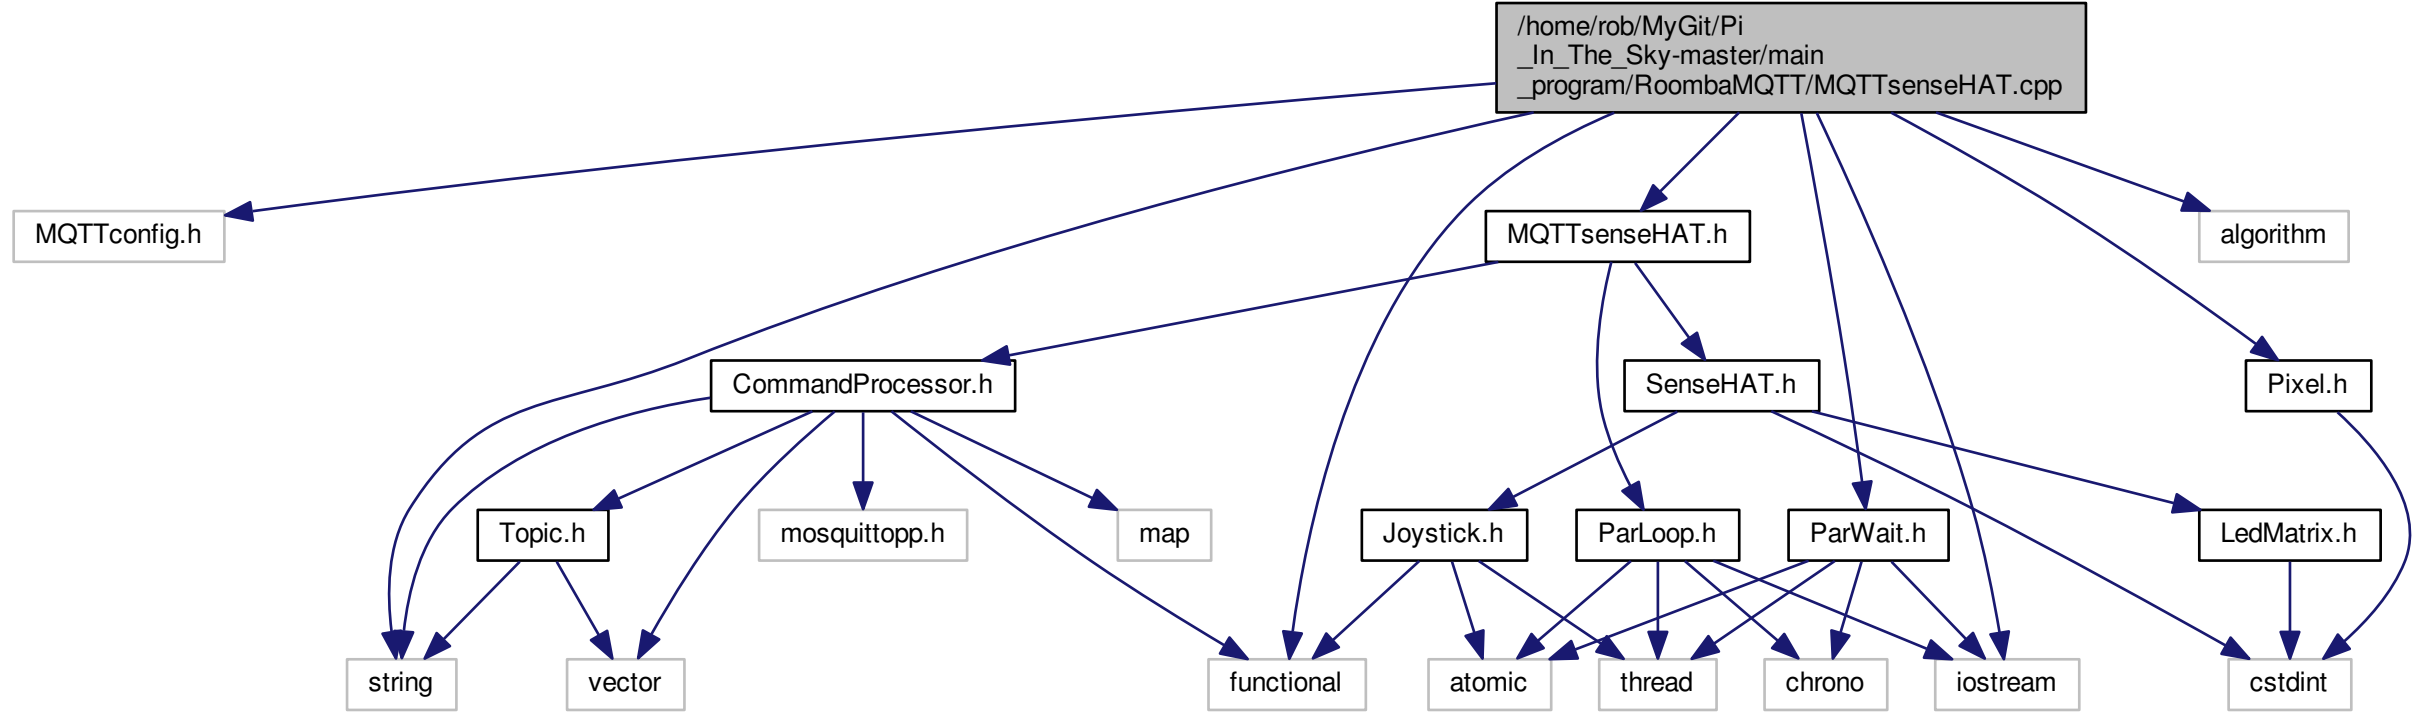 /home/rob/MyGit/Pi
_In_The_Sky-master/main
_program/RoombaMQTT/MQTTsenseHAT.cpp
MQTTconfig.h
MQTTsenseHAT.h
algorithm
CommandProcessor.h
SenseHAT.h
Pixel.h
Topic.h
mosquittopp.h
map
Joystick.h
ParLoop.h
ParWait.h
LedMatrix.h
string
vector
functional
atomic
thread
chrono
iostream
cstdint